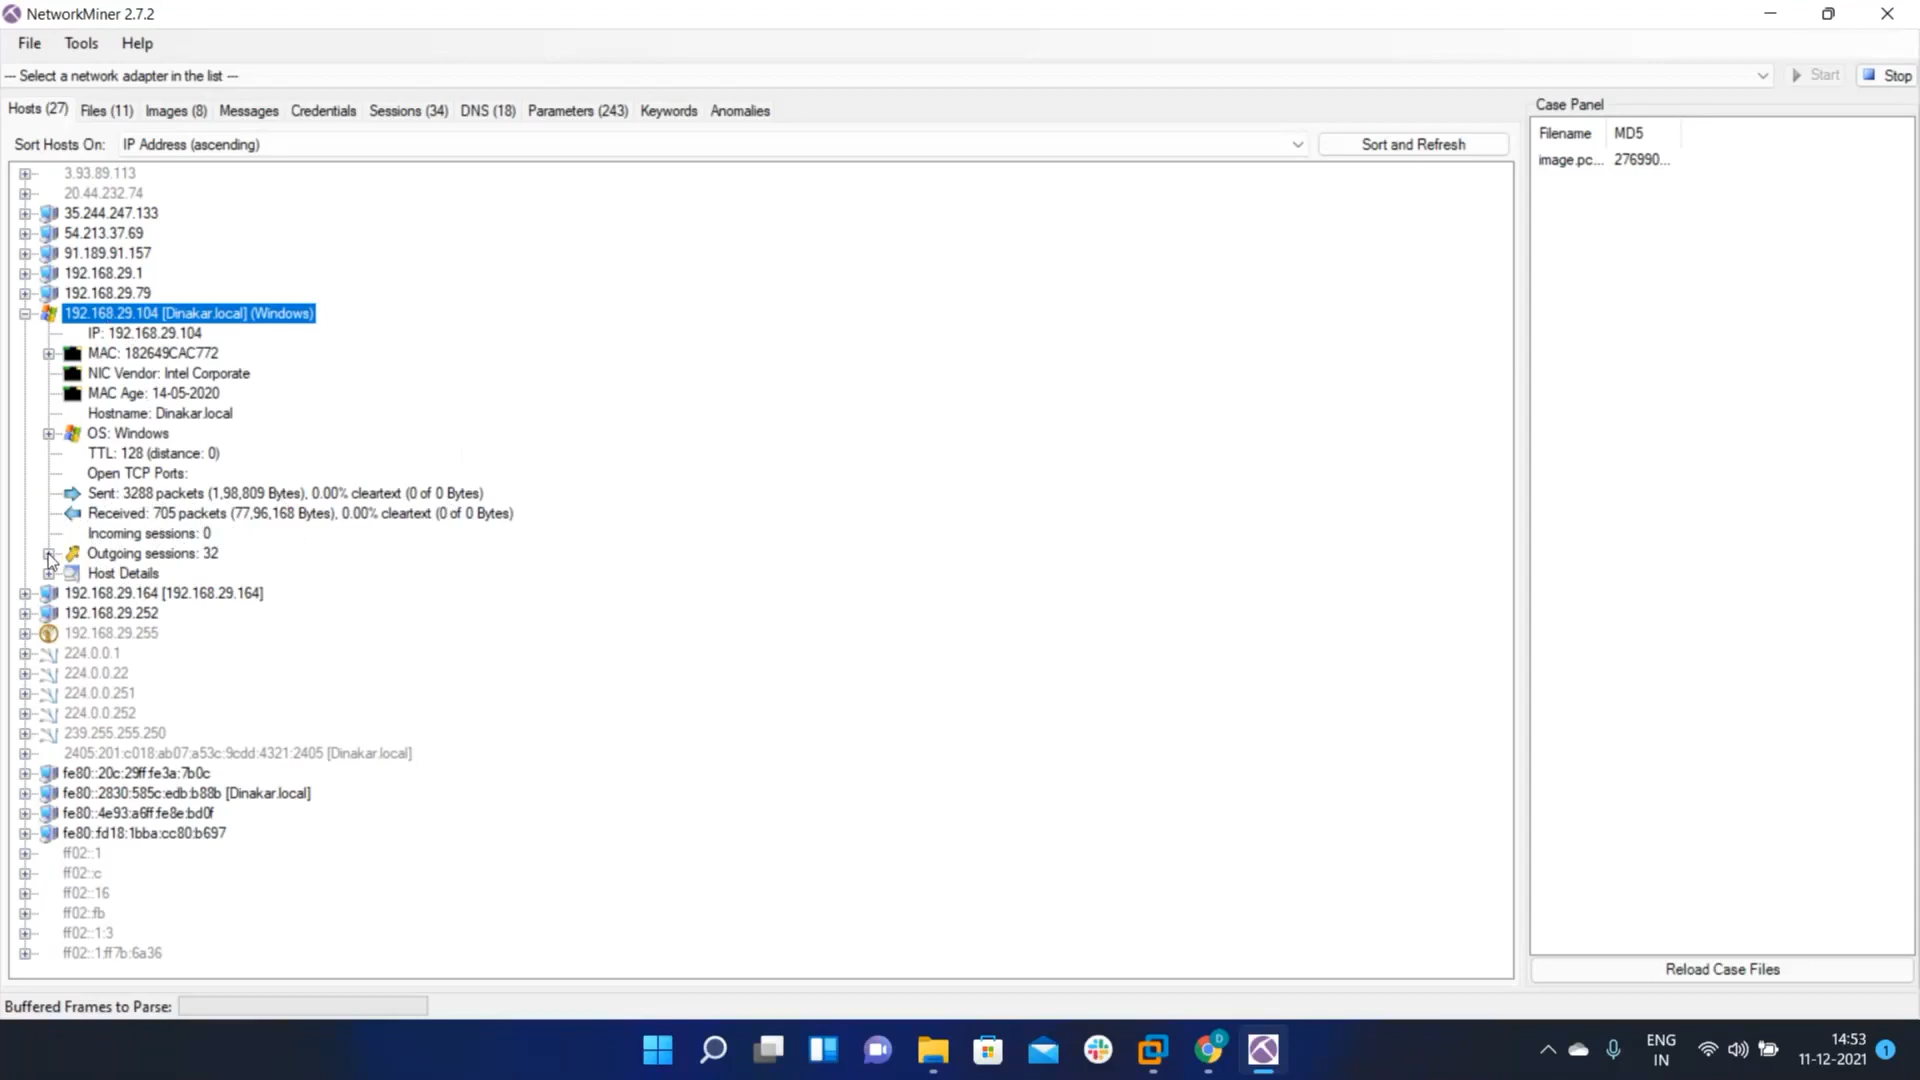 NetworkMiner 2.7.2
File Tools Help
--- Select a network adapter in the list ---
Start Stop
Hosts (27) Files (11) Images (8) Messages Credentials Sessions (34) DNS (18) Parameters (243) Keywords Anomalies
Sort Hosts On: IP Address (ascending) Sort and Refresh
3.93.89.113
20.44.232.74
35.244.247.133
54.213.37.69
91.189.91.157
192.168.29.1
192.168.29.79
192.168.29.104 [Dinakar.local] (Windows)
IP: 192.168.29.104
MAC: 182649CAC772
NIC Vendor: Intel Corporate
MAC Age: 14-05-2020
Hostname: Dinakar.local
OS: Windows
TTL: 128 (distance: 0)
Open TCP Ports:
Sent: 3288 packets (1,98,809 Bytes), 0.00% cleartext (0 of 0 Bytes)
Received: 705 packets (77,96,168 Bytes), 0.00% cleartext (0 of 0 Bytes)
Incoming sessions: 0
Outgoing sessions: 32
Host Details
192.168.29.164 [192.168.29.164]
192.168.29.252
192.168.29.255
224.0.0.1
224.0.0.22
224.0.0.251
224.0.0.252
239.255.255.250
2405:201:c018:ab07:a53c:9cdd:4321:2405 [Dinakar.local]
fe80::20c:29ff:fe3a:7b0c
fe80::2830:585c:edb:b88b [Dinakar.local]
fe80::4e93:a6ff:fe8e:bd0f
fe80::fd18:1bba:cc80:b697
ff02::1
ff02::c
ff02::16
ff02::fb
ff02::1:3
ff02::1:ff7b:6a36
Case Panel
Filename MD5
image.pc... 276990...
Reload Case Files
Buffered Frames to Parse:
D
ENG
IN
14:53
11-12-2021
1